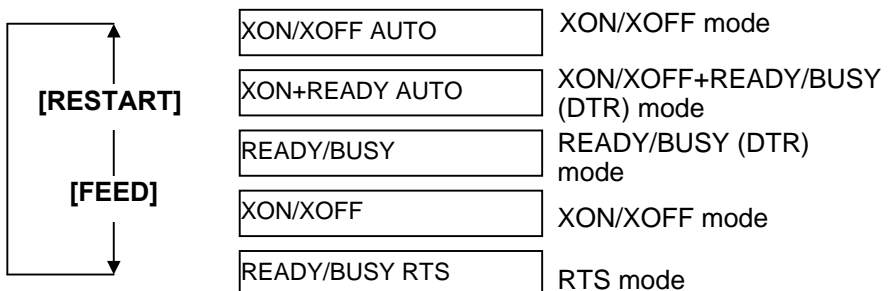 XON/XOFF AUTO XON/XOFF mode
[RESTART]
XON+READY AUTO XON/XOFF+READY/BUSY
(DTR) mode
READY/BUSY READY/BUSY (DTR)
mode
[FEED]
XON/XOFF XON/XOFF mode
READY/BUSY RTS RTS mode